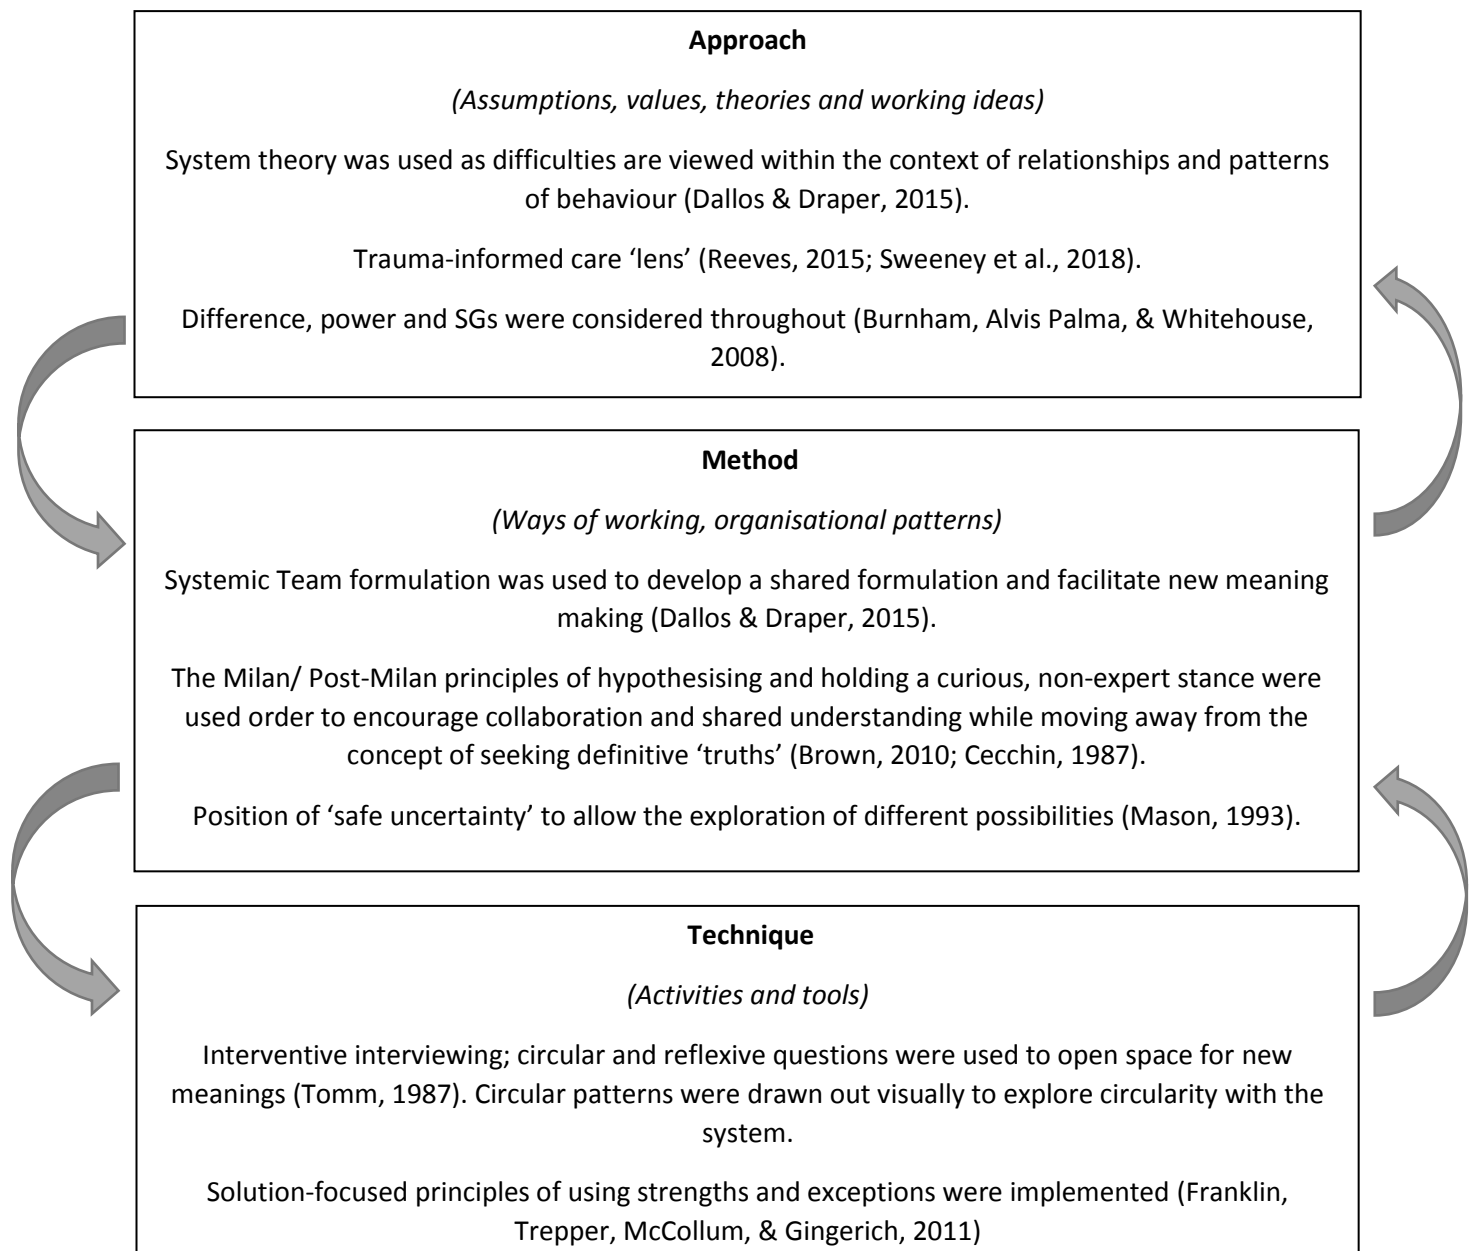 Approach
(Assumptions, values, theories and working ideas)
System theory was used as difficulties are viewed within the context of relationships and patterns
of behaviour (Dallos & Draper, 2015).
Trauma-informed care ‘lens’ (Reeves, 2015; Sweeney et al., 2018).
Difference, power and SGs were considered throughout (Burnham, Alvis Palma, & Whitehouse,
2008).
Method
(Ways of working, organisational patterns)
Systemic Team formulation was used to develop a shared formulation and facilitate new meaning
making (Dallos & Draper, 2015).
The Milan/ Post-Milan principles of hypothesising and holding a curious, non-expert stance were
used order to encourage collaboration and shared understanding while moving away from the
concept of seeking definitive ‘truths’ (Brown, 2010; Cecchin, 1987).
Position of ‘safe uncertainty’ to allow the exploration of different possibilities (Mason, 1993).
Technique
(Activities and tools)
Interventive interviewing; circular and reflexive questions were used to open space for new
meanings (Tomm, 1987). Circular patterns were drawn out visually to explore circularity with the
system.
Solution-focused principles of using strengths and exceptions were implemented (Franklin,
Trepper, McCollum, & Gingerich, 2011)